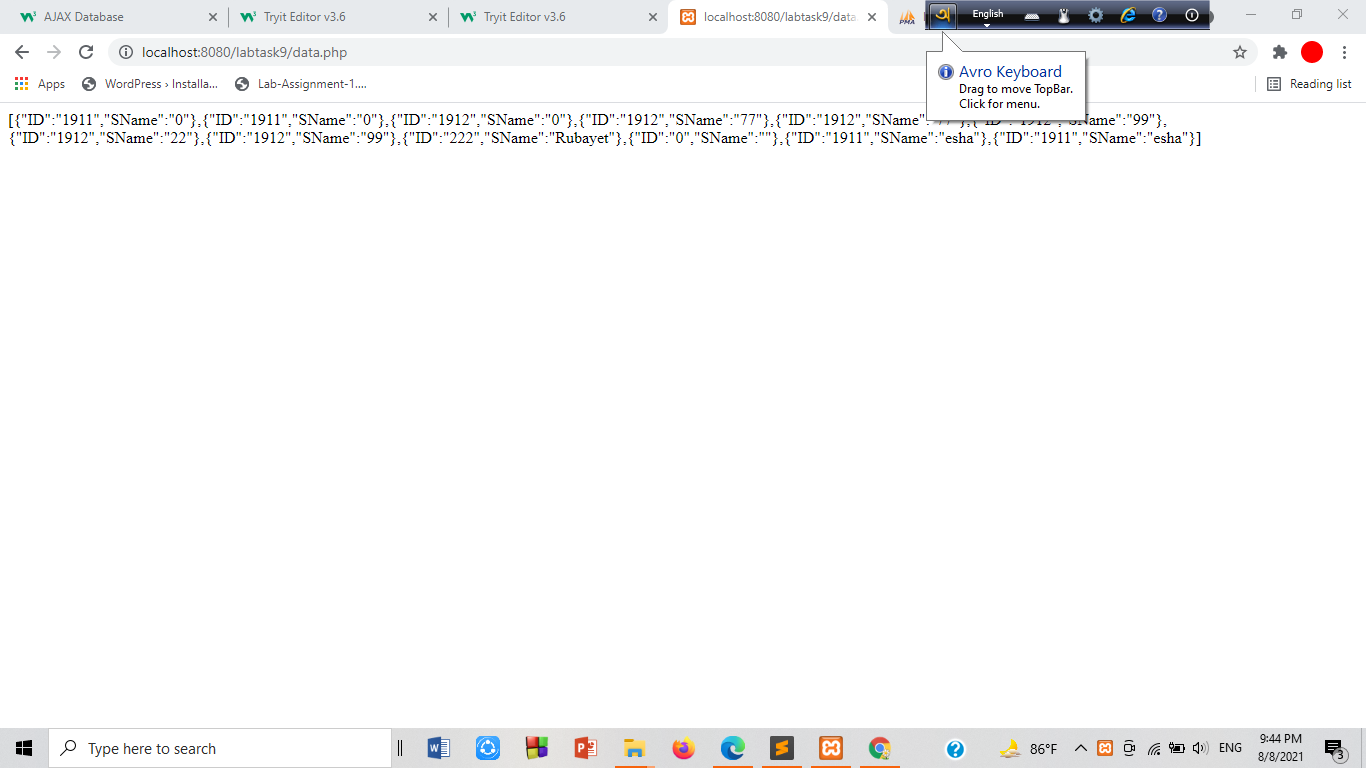 AJAX Database
Tryit Editor v3.6
Tryit Editor v3.6
localhost:8080/labtask9/data
PMA
English
localhost:8080/labtask9/data.php
Apps
WordPress › Installa...
Lab-Assignment-1....
Reading list
Avro Keyboard
Drag to move TopBar.
Click for menu.
[{"ID":"1911","SName":"0"},{"ID":"1911","SName":"0"},{"ID":"1912","SName":"0"},{"ID":"1912","SName":"77"},{"ID":"1912","SName":"77"},{"ID":"1912","SName":"99"},
{"ID":"1912","SName":"22"},{"ID":"1912","SName":"99"},{"ID":"222","SName":"Rubayet"},{"ID":"0","SName":""},{"ID":"1911","SName":"esha"},{"ID":"1911","SName":"esha"}]
Type here to search
86°F
ENG
9:44 PM
8/8/2021
3